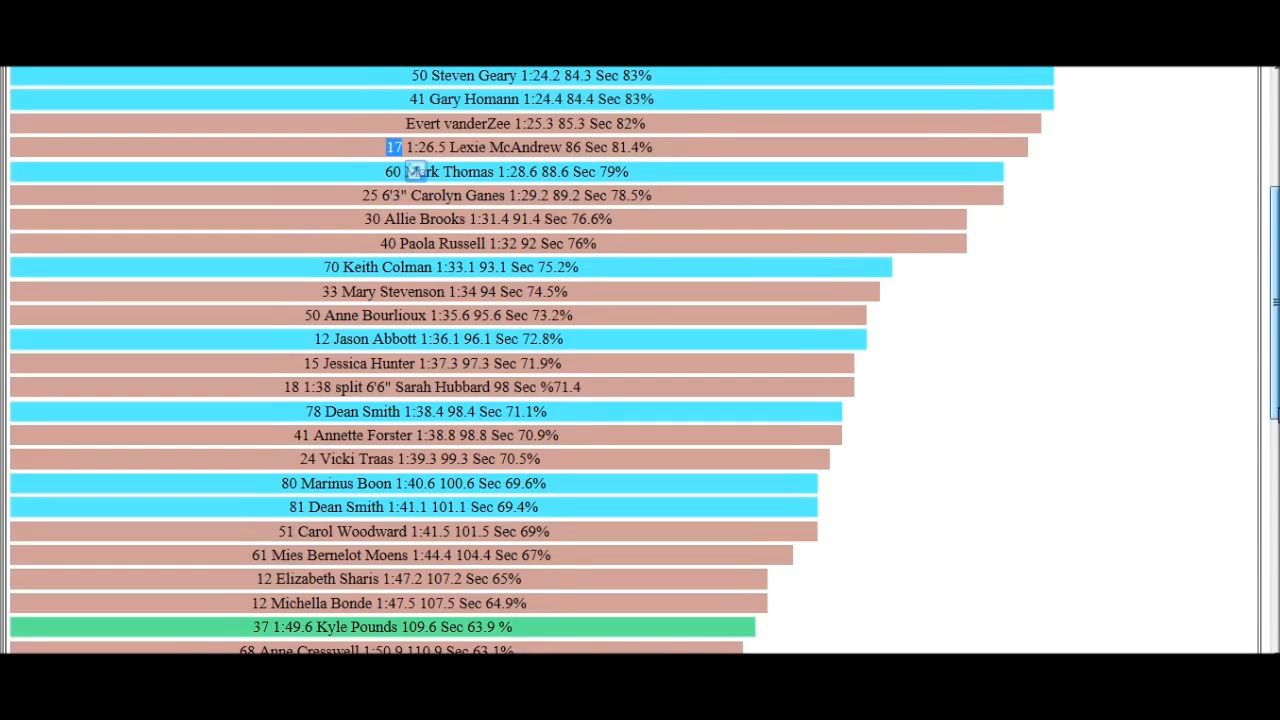 50 Steven Geary 1:24.2 84.3 Sec 83%
41 Gary Homann 1:24.4 84.4 Sec 83%
Evert vanderZee 1:25.3 85.3 Sec 82%
17 1:26.5 Lexie McAndrew 86 Sec 81.4%
60 Mark Thomas 1:28.6 88.6 Sec 79%
25 6'3" Carolyn Ganes 1:29.2 89.2 Sec 78.5%
30 Allie Brooks 1:31.4 91.4 Sec 76.6%
40 Paola Russell 1:32 92 Sec 76%
70 Keith Colman 1:33.1 93.1 Sec 75.2%
33 Mary Stevenson 1:34 94 Sec 74.5%
50 Anne Bourlioux 1:35.6 95.6 Sec 73.2%
12 Jason Abbott 1:36.1 96.1 Sec 72.8%
15 Jessica Hunter 1:37.3 97.3 Sec 71.9%
18 1:38 split 6'6" Sarah Hubbard 98 Sec %71.4
78 Dean Smith 1:38.4 98.4 Sec 71.1%
41 Annette Forster 1:38.8 98.8 Sec 70.9%
24 Vicki Traas 1:39.3 99.3 Sec 70.5%
80 Marinus Boon 1:40.6 100.6 Sec 69.6%
81 Dean Smith 1:41.1 101.1 Sec 69.4%
51 Carol Woodward 1:41.5 101.5 Sec 69%
61 Mies Bernelot Moens 1:44.4 104.4 Sec 67%
12 Elizabeth Sharis 1:47.2 107.2 Sec 65%
12 Michella Bonde 1:47.5 107.5 Sec 64.9%
37 1:49.6 Kyle Pounds 109.6 Sec 63.9 %
68 Anne Cresswell 1:50.9 110.9 Sec 63.1%